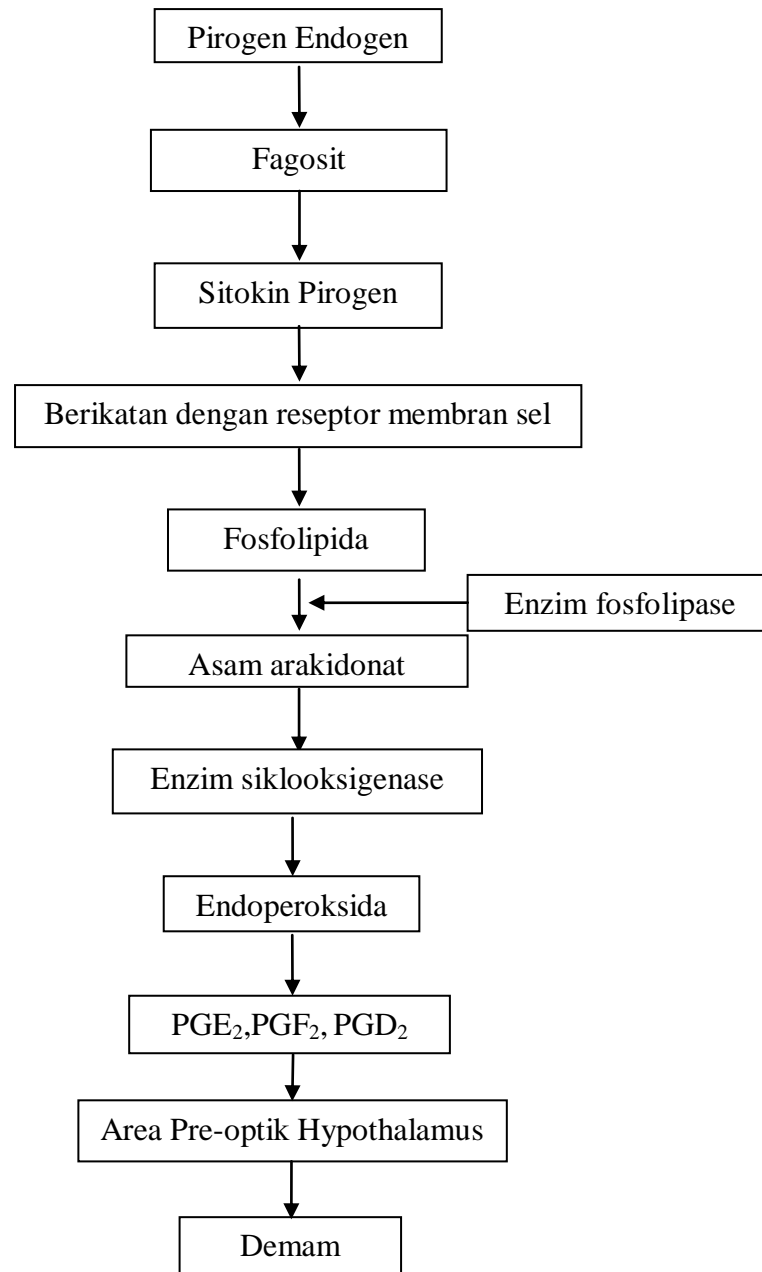 Pirogen Endogen
Fagosit
Sitokin Pirogen
Berikatan dengan reseptor membran sel
Fosfolipida
Enzim fosfolipase
Asam arakidonat
Enzim siklooksigenase
Endoperoksida
PGE₂,PGF₂, PGD₂
Area Pre-optik Hypothalamus
Demam